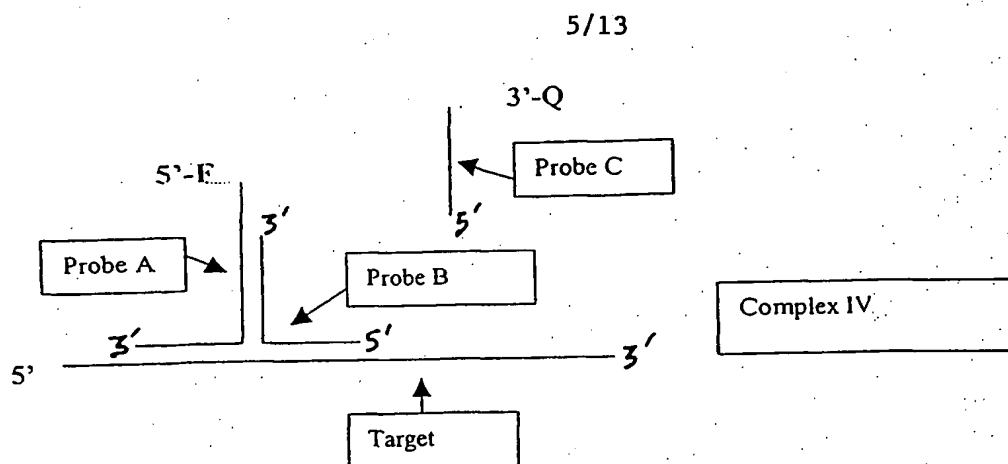 5/13
3'-Q
Probe C
5'-F
3'
5'
Probe A
Probe B
Complex IV
3'
5'
3'
5'
Target